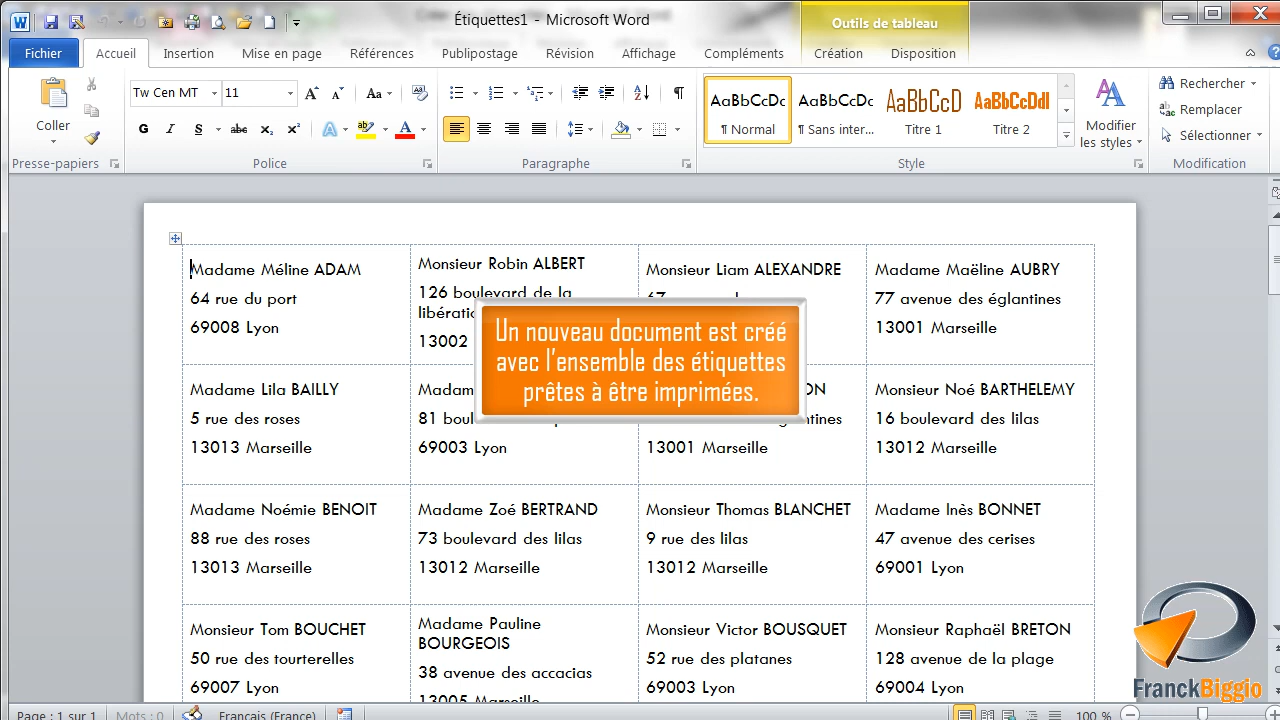 Étiquettes1 - Microsoft Word
Outils de tableau
Fichier Accueil Insertion Mise en page Références Publipostage Révision Affichage Compléments Création Disposition
Coller
Presse-papiers
Tw Cen MT 11
G I S abc x₂ x² A A
Police
Paragraphe
AaBbCcDc AaBbCcDc AaBbCcD AaBbCcDdI
¶ Normal ¶ Sans inter... Titre 1 Titre 2
Modifier
les styles
Style
Rechercher
Remplacer
Sélectionner
Modification
Madame Méline ADAM
64 rue du port
69008 Lyon
Monsieur Robin ALBERT
126 boulevard de la
13002
Monsieur Liam ALEXANDRE
Madame Maëline AUBRY
77 avenue des églantines
13001 Marseille
Un nouveau document est créé
avec l'ensemble des étiquettes
prêtes à être imprimées.
Madame Lila BAILLY
5 rue des roses
13013 Marseille
69003 Lyon
13001 Marseille
Monsieur Noé BARTHELEMY
16 boulevard des lilas
13012 Marseille
Madame Noémie BENOIT
88 rue des roses
13013 Marseille
Madame Zoé BERTRAND
73 boulevard des lilas
13012 Marseille
Monsieur Thomas BLANCHET
9 rue des lilas
13012 Marseille
Madame Inès BONNET
47 avenue des cerises
69001 Lyon
Monsieur Tom BOUCHET
50 rue des tourterelles
69007 Lyon
Madame Pauline
BOURGEOIS
38 avenue des accacias
13005 Marseille
Monsieur Victor BOUSQUET
52 rue des platanes
69003 Lyon
Monsieur Raphaël BRETON
128 avenue de la plage
69004 Lyon
FranckBiggio
Page : 1 sur 1 Mots : 0 Français (France) 100 %